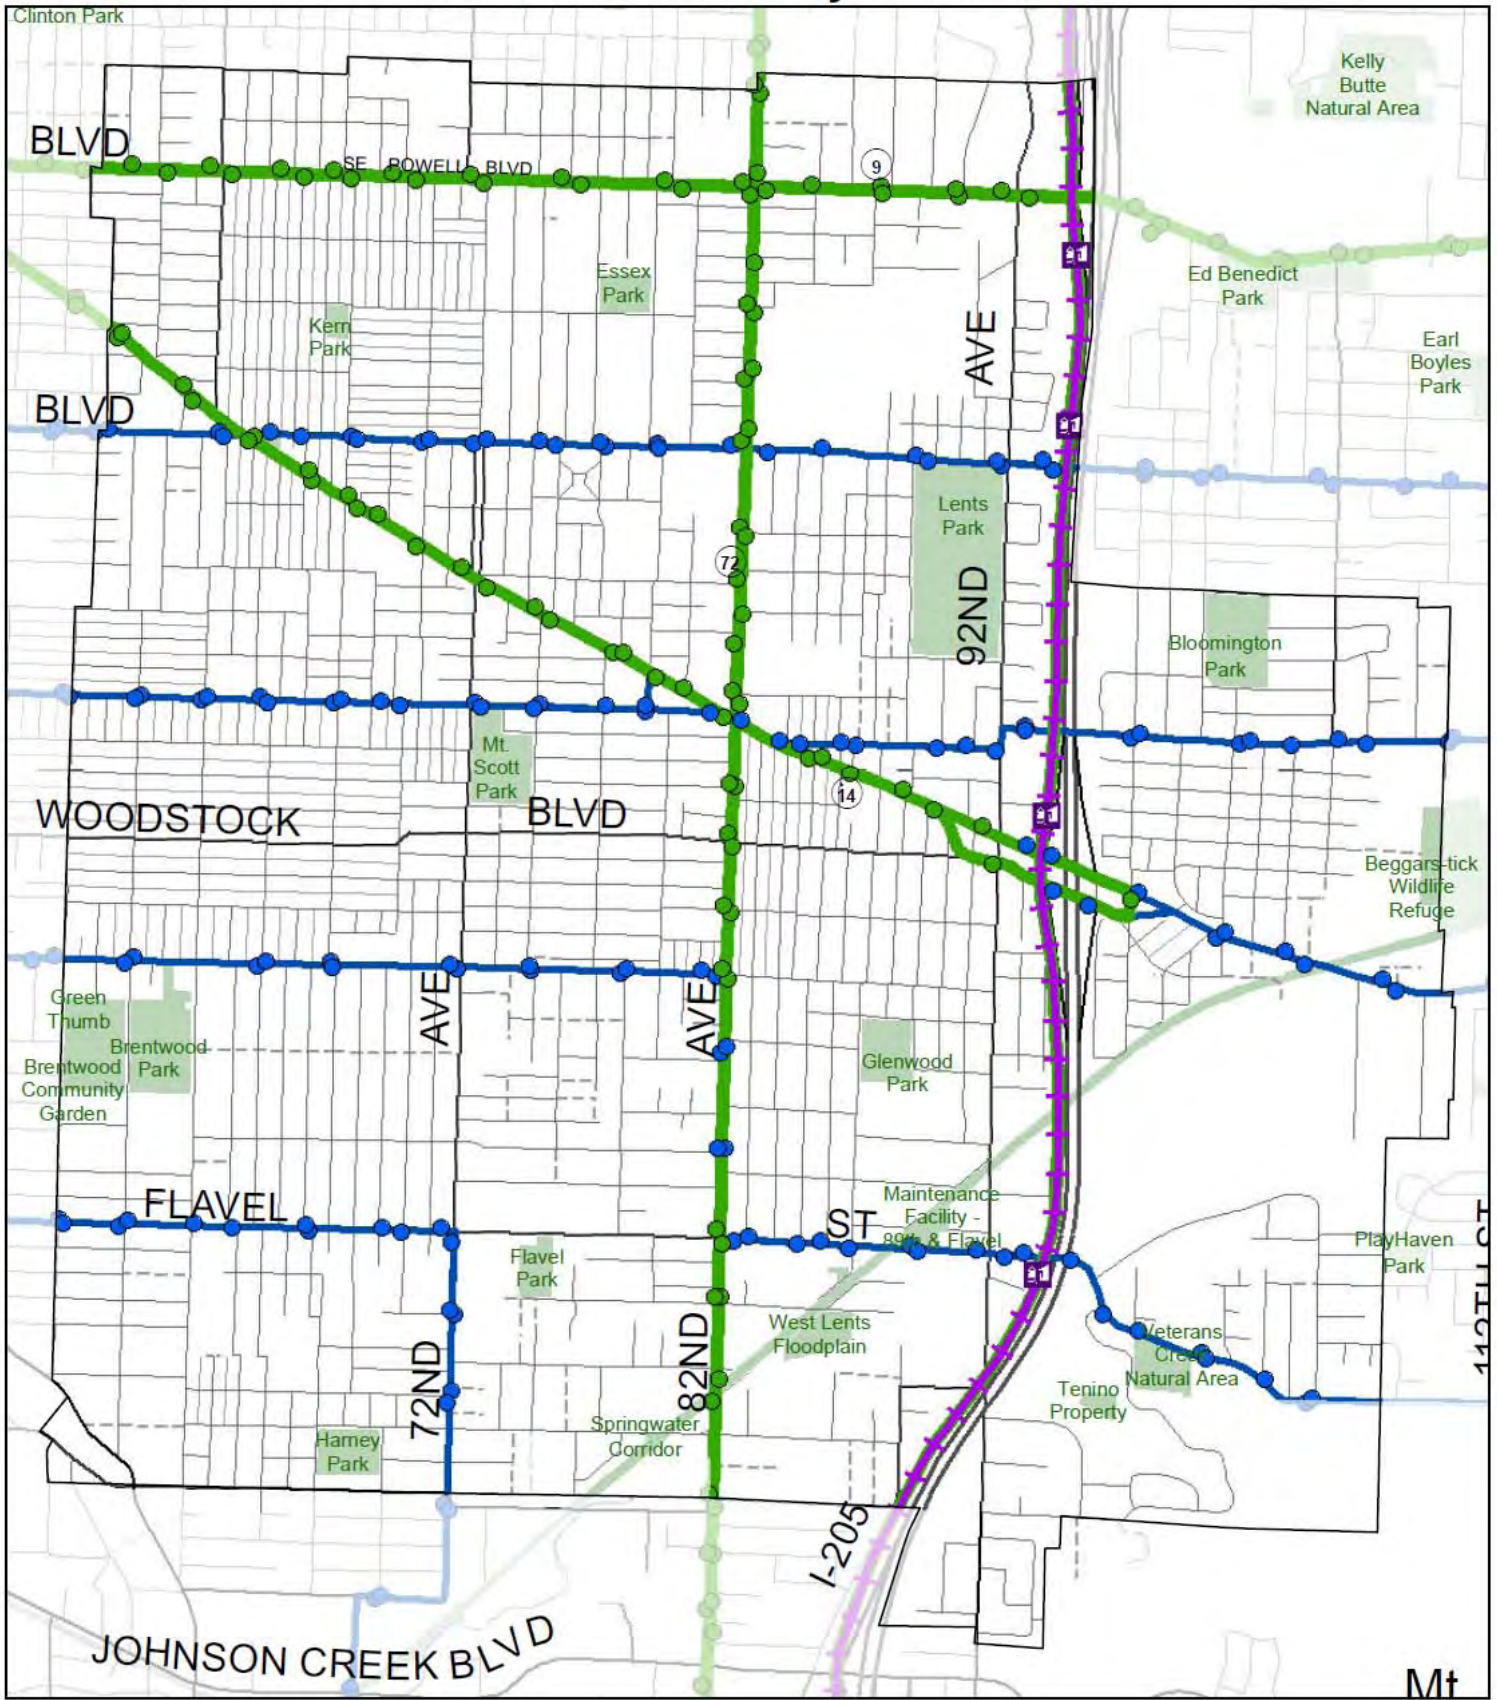 Clinton Park
Kelly
Butte
Natural Area
BLVD
SE POWELL BLVD
9
Essex
Park
Ed Benedict
Park
Kern
Park
AVE
Earl
Boyles
Park
BLVD
Lents
Park
72
92ND
Bloomington
Park
Mt.
Scott
Park
14
WOODSTOCK
BLVD
Beggars-tick
Wildlife
Refuge
AVE
AVE
Green
Thumb
Brentwood
Park
Brentwood
Community
Garden
Glenwood
Park
FLAVEL
Maintenance
Facility -
89th & Flavel
ST
PlayHaven
Park
112TH ST
Flavel
Park
West Lents
Floodplain
Veterans
Creek
Natural Area
72ND
82ND
Tenino
Property
Springwater
Corridor
Harney
Park
I-205
JOHNSON CREEK BLVD
Mt